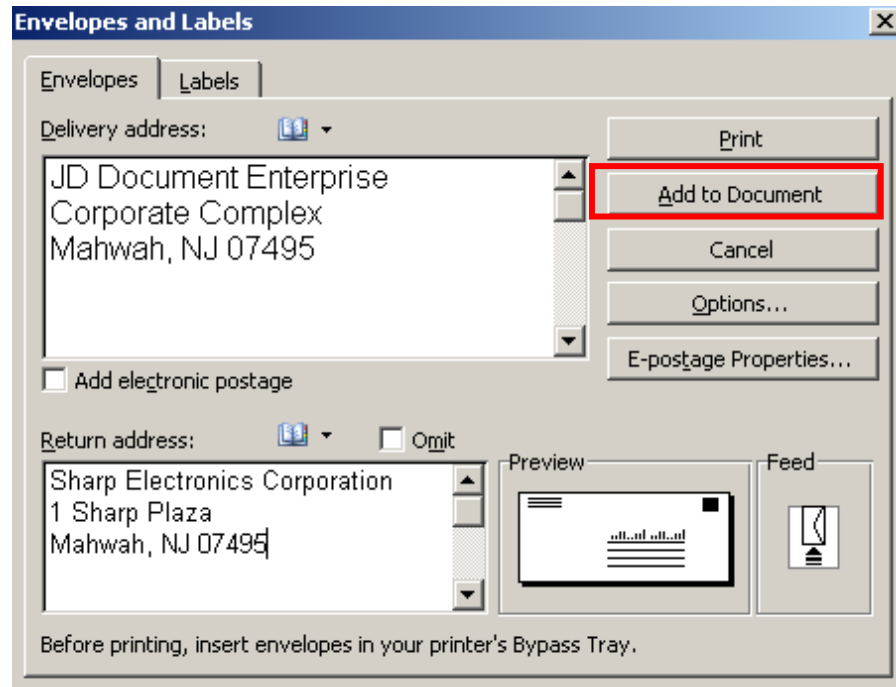 Envelopes and Labels
Envelopes
Labels
Delivery address:
JD Document Enterprise
Corporate Complex
Mahwah, NJ 07495
Print
Add to Document
Cancel
Options...
E-postage Properties...
Add electronic postage
Return address:
Omit
Sharp Electronics Corporation
1 Sharp Plaza
Mahwah, NJ 07495
Preview
Feed
Before printing, insert envelopes in your printer's Bypass Tray.